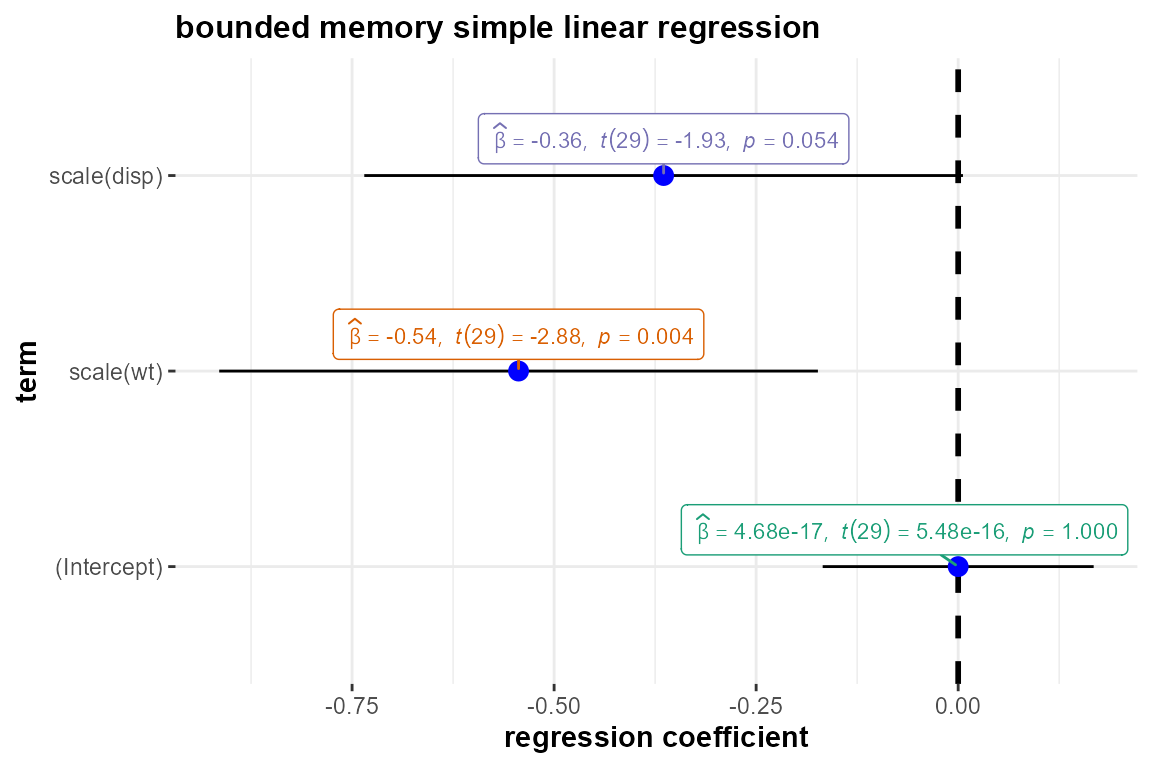 bounded memory simple linear regression
β̂ = -0.36, t(29) = -1.93, p = 0.054
scale(disp)
β̂ = -0.54, t(29) = -2.88, p = 0.004
scale(wt)
term
β̂ = 4.68e-17, t(29) = 5.48e-16, p = 1.000
(Intercept)
-0.75 -0.50 -0.25 0.00
regression coefficient